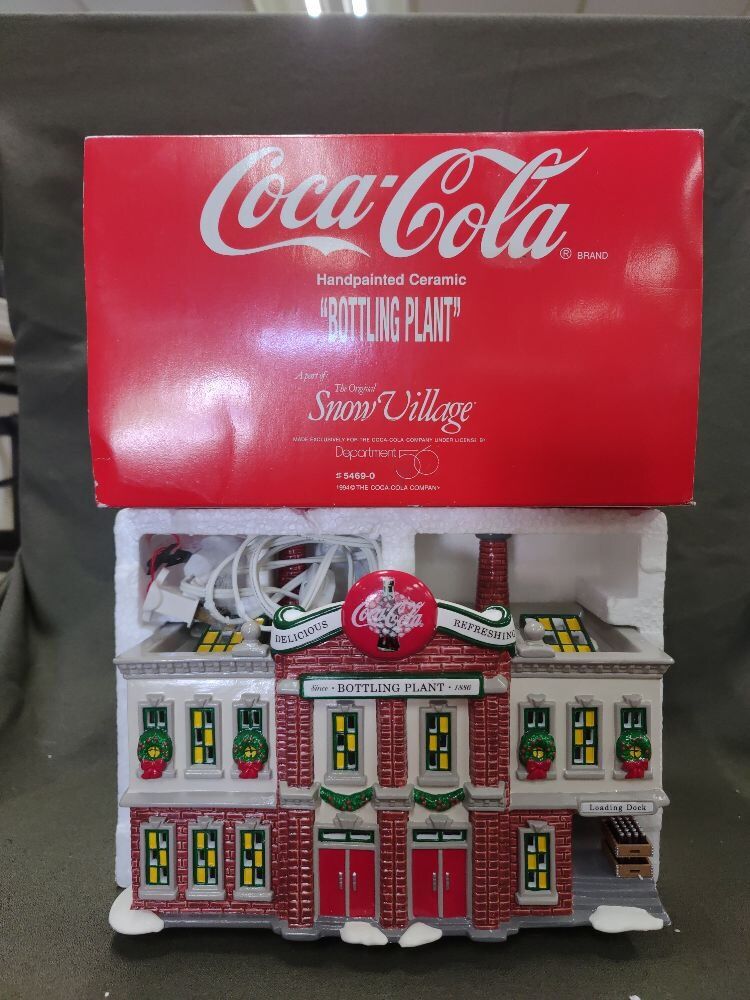 Coca-Cola ® BRAND
Handpainted Ceramic
"BOTTLING PLANT"
A part of:
The Original
Snow Village
MADE EXCLUSIVELY FOR THE COCA-COLA COMPANY UNDER LICENSE BY
Department 56
# 5469-0
1994 © THE COCA-COLA COMPANY
DELICIOUS
Coca-Cola
REFRESHING
Since · BOTTLING PLANT · 1886
Loading Dock